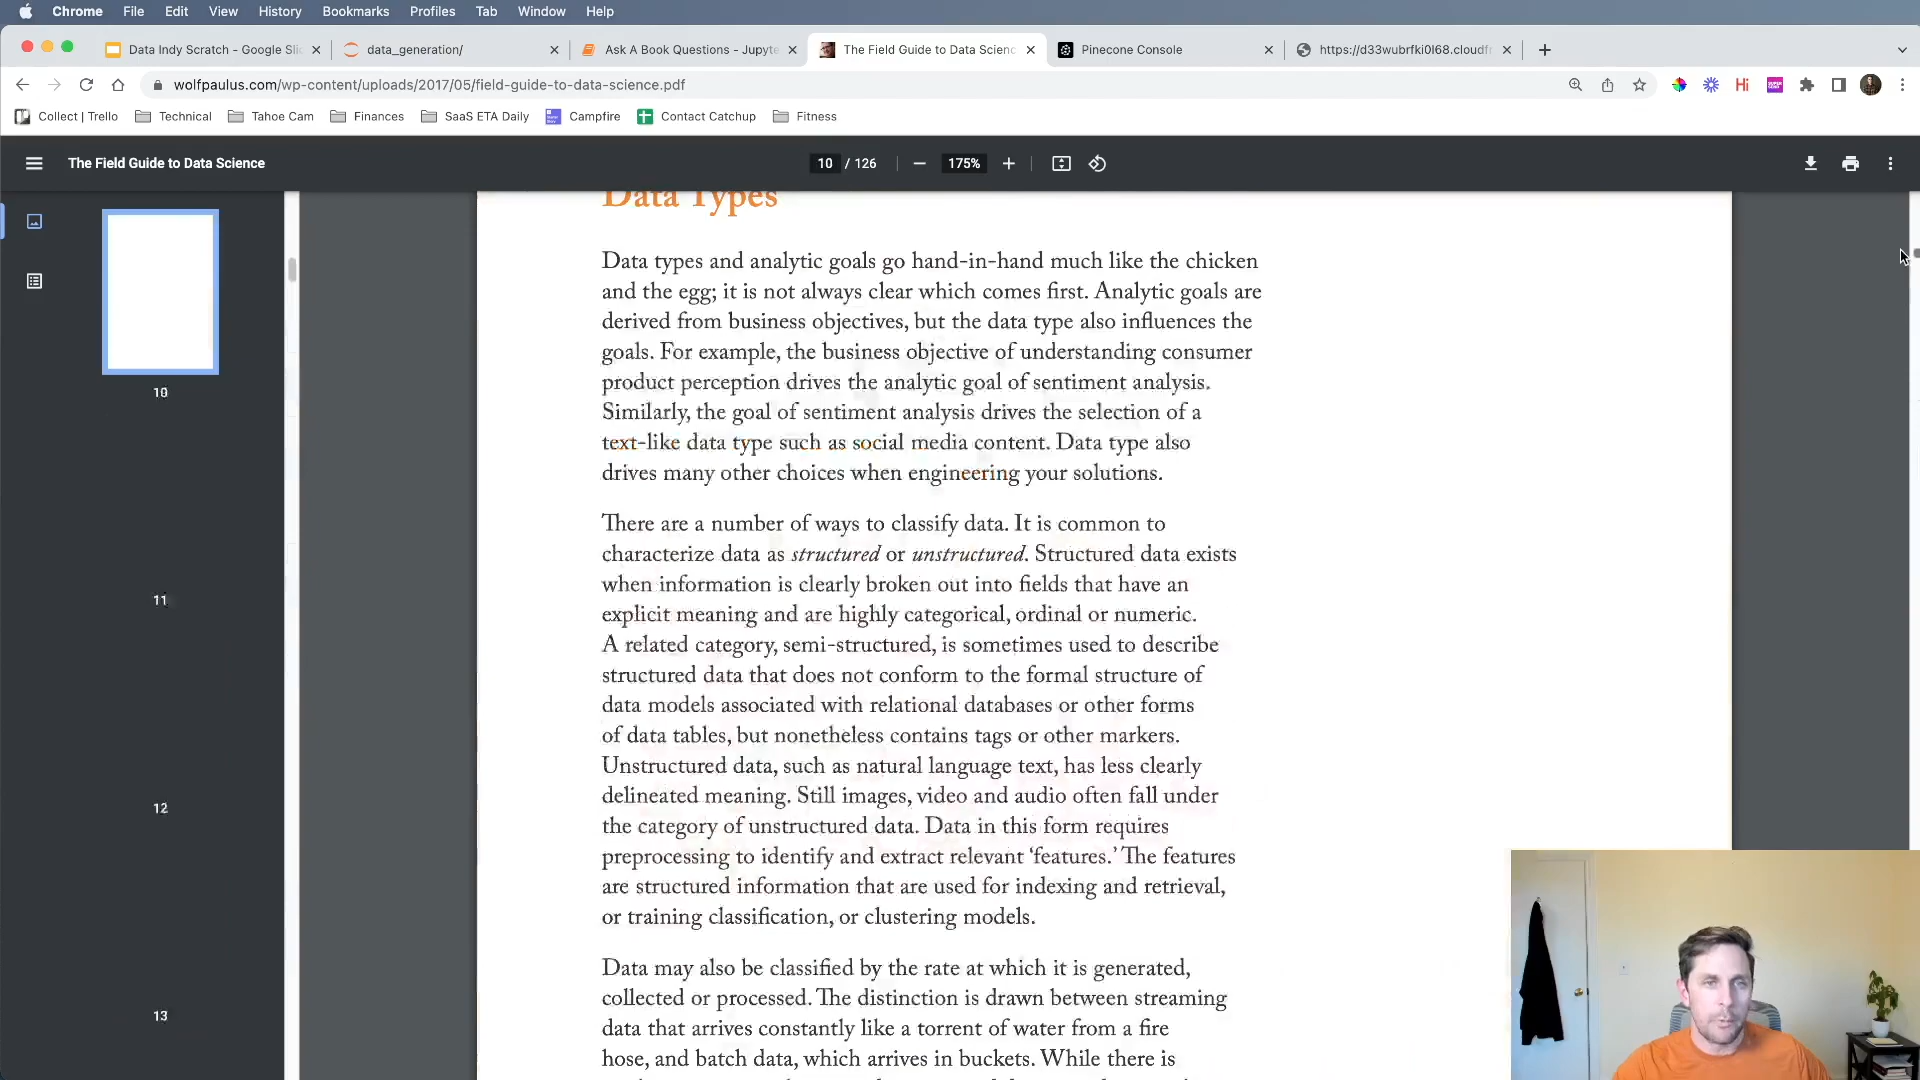 Chrome File Edit View History Bookmarks Profiles Tab Window Help
Data Indy Scratch - Google Slid
data_generation/
Ask A Book Questions - Jupyte
The Field Guide to Data Scienc
Pinecone Console
https://d33wubrfki0l68.cloudfr
wolfpaulus.com/wp-content/uploads/2017/05/field-guide-to-data-science.pdf
Hi
Collect | Trello Technical Tahoe Cam Finances SaaS ETA Daily Campfire Contact Catchup Fitness
The Field Guide to Data Science
10 / 126
175%
10
11
12
13
Data Types
Data types and analytic goals go hand-in-hand much like the chicken
and the egg; it is not always clear which comes first. Analytic goals are
derived from business objectives, but the data type also influences the
goals. For example, the business objective of understanding consumer
product perception drives the analytic goal of sentiment analysis.
Similarly, the goal of sentiment analysis drives the selection of a
text-like data type such as social media content. Data type also
drives many other choices when engineering your solutions.
There are a number of ways to classify data. It is common to
characterize data as structured or unstructured. Structured data exists
when information is clearly broken out into fields that have an
explicit meaning and are highly categorical, ordinal or numeric.
A related category, semi-structured, is sometimes used to describe
structured data that does not conform to the formal structure of
data models associated with relational databases or other forms
of data tables, but nonetheless contains tags or other markers.
Unstructured data, such as natural language text, has less clearly
delineated meaning. Still images, video and audio often fall under
the category of unstructured data. Data in this form requires
preprocessing to identify and extract relevant ‘features.’ The features
are structured information that are used for indexing and retrieval,
or training classification, or clustering models.
Data may also be classified by the rate at which it is generated,
collected or processed. The distinction is drawn between streaming
data that arrives constantly like a torrent of water from a fire
hose, and batch data, which arrives in buckets. While there is